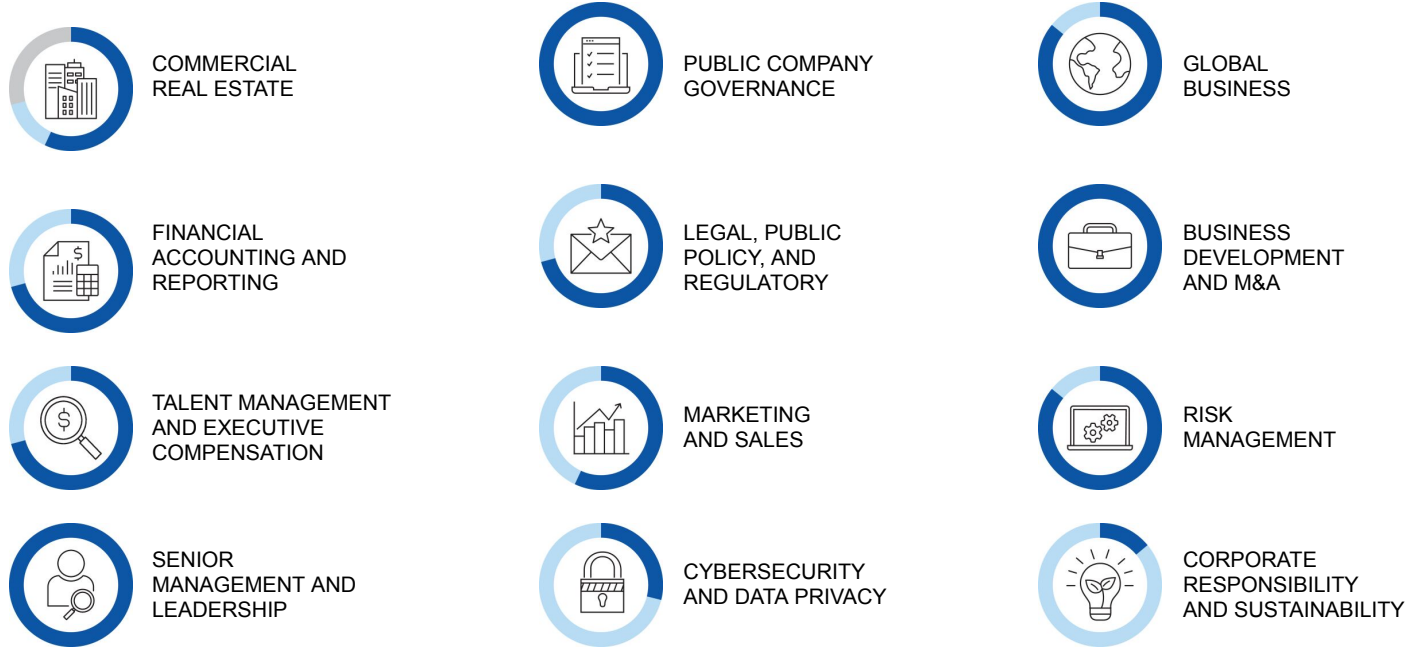 COMMERCIAL
REAL ESTATE
PUBLIC COMPANY
GOVERNANCE
GLOBAL
BUSINESS
FINANCIAL
ACCOUNTING AND
REPORTING
LEGAL, PUBLIC
POLICY, AND
REGULATORY
BUSINESS
DEVELOPMENT
AND M&A
TALENT MANAGEMENT
AND EXECUTIVE
COMPENSATION
MARKETING
AND SALES
RISK
MANAGEMENT
SENIOR
MANAGEMENT AND
LEADERSHIP
CYBERSECURITY
AND DATA PRIVACY
CORPORATE
RESPONSIBILITY
AND SUSTAINABILITY